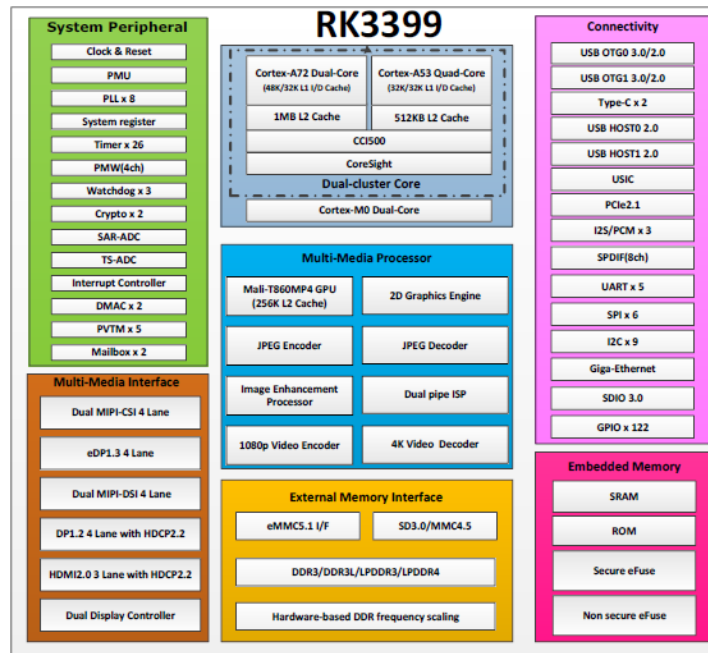 RK3399
System Peripheral
Clock & Reset
PMU
PLL x 8
System register
Timer x 26
PMW(4ch)
Watchdog x 3
Crypto x 2
SAR-ADC
TS-ADC
Interrupt Controller
DMAC x 2
PVTM x 5
Mailbox x 2
Multi-Media Interface
Dual MIPI-CSI 4 Lane
eDP1.3 4 Lane
Dual MIPI-DSI 4 Lane
DP1.2 4 Lane with HDCP2.2
HDMI2.0 3 Lane with HDCP2.2
Dual Display Controller
Cortex-A72 Dual-Core
(48K/32K L1 I/D Cache)
Cortex-A53 Quad-Core
(32K/32K L1 I/D Cache)
1MB L2 Cache
512KB L2 Cache
CCI500
CoreSight
Dual-cluster Core
Cortex-M0 Dual-Core
Multi-Media Processor
Mali-T860MP4 GPU
(256K L2 Cache)
2D Graphics Engine
JPEG Encoder
JPEG Decoder
Image Enhancement
Processor
Dual pipe ISP
1080p Video Encoder
4K Video Decoder
External Memory Interface
eMMC5.1 I/F
SD3.0/MMC4.5
DDR3/DDR3L/LPDDR3/LPDDR4
Hardware-based DDR frequency scaling
Connectivity
USB OTG0 3.0/2.0
USB OTG1 3.0/2.0
Type-C x 2
USB HOST0 2.0
USB HOST1 2.0
USIC
PCIe2.1
I2S/PCM x 3
SPDIF(8ch)
UART x 5
SPI x 6
I2C x 9
Giga-Ethernet
SDIO 3.0
GPIO x 122
Embedded Memory
SRAM
ROM
Secure eFuse
Non secure eFuse